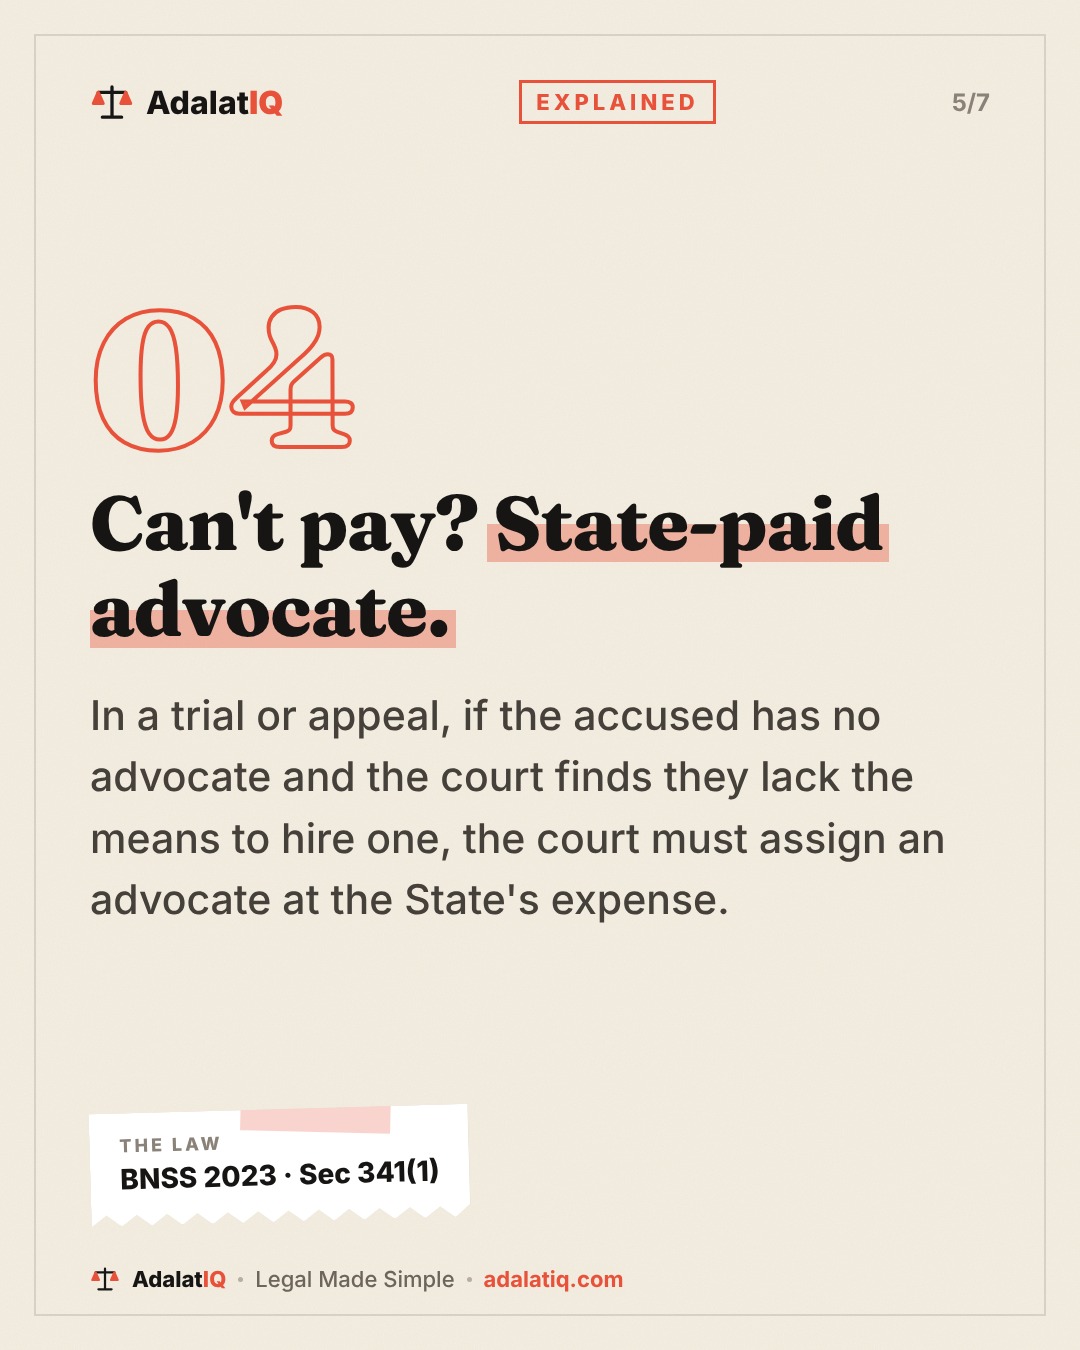 AdalatIQ
EXPLAINED
5/7
04
Can't pay? State-paid
advocate.
In a trial or appeal, if the accused has no
advocate and the court finds they lack the
means to hire one, the court must assign an
advocate at the State's expense.
THE LAW
BNSS 2023 · Sec 341(1)
AdalatIQ • Legal Made Simple • adalatiq.com